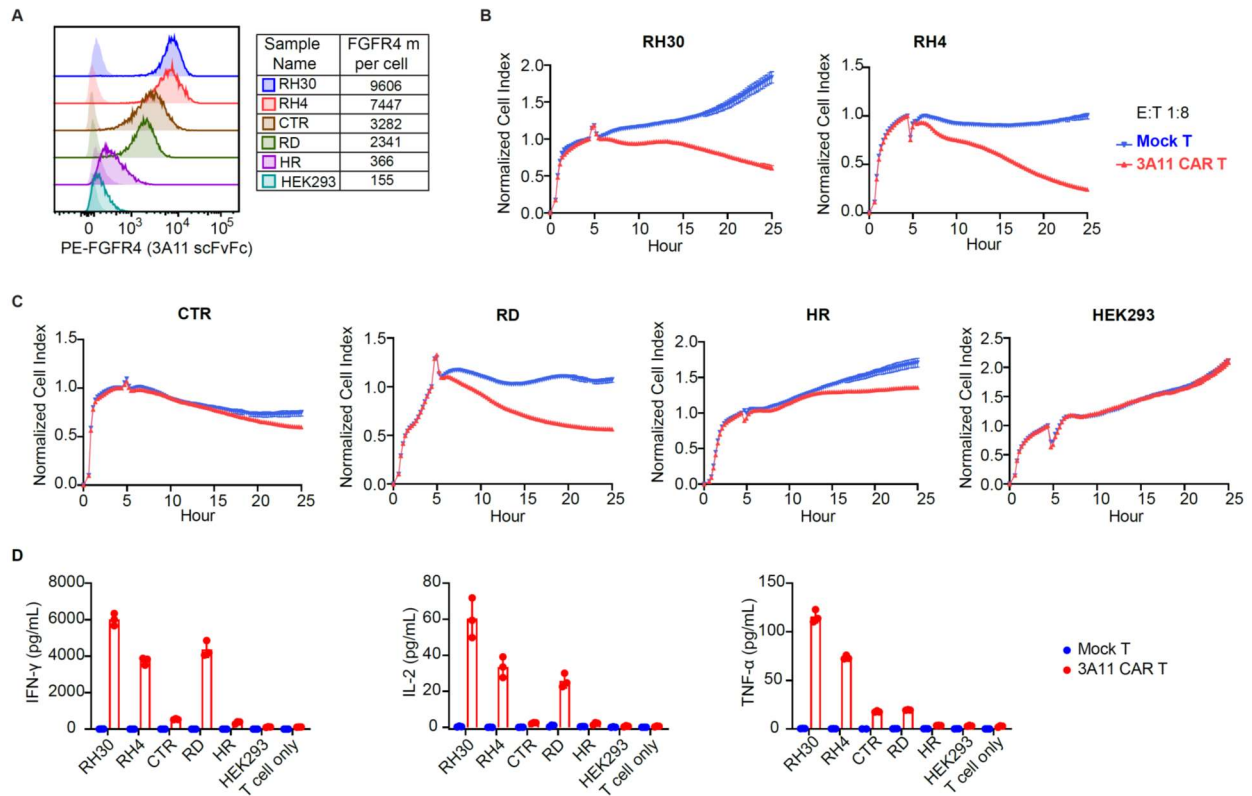 A
Sample Name
FGFR4 m per cell
RH30 9606
RH4 7447
CTR 3282
RD 2341
HR 366
HEK293 155
0 10³ 10⁴ 10⁵
PE-FGFR4 (3A11 scFvFc)
B
RH30
Normalized Cell Index
2.0
1.5
1.0
0.5
0.0
0 5 10 15 20 25
Hour
RH4
Normalized Cell Index
1.5
1.0
0.5
0.0
0 5 10 15 20 25
Hour
E:T 1:8
Mock T
3A11 CAR T
C
CTR
Normalized Cell Index
1.5
1.0
0.5
0.0
0 5 10 15 20 25
Hour
RD
Normalized Cell Index
1.5
1.0
0.5
0.0
0 5 10 15 20 25
Hour
HR
Normalized Cell Index
2.0
1.5
1.0
0.5
0.0
0 5 10 15 20 25
Hour
HEK293
Normalized Cell Index
2.5
2.0
1.5
1.0
0.5
0.0
0 5 10 15 20 25
Hour
D
IFN-γ (pg/mL)
8000
6000
4000
2000
0
RH30
RH4
CTR
RD
HR
HEK293
T cell only
IL-2 (pg/mL)
80
60
40
20
0
RH30
RH4
CTR
RD
HR
HEK293
T cell only
TNF-α (pg/mL)
150
100
50
0
RH30
RH4
CTR
RD
HR
HEK293
T cell only
Mock T
3A11 CAR T